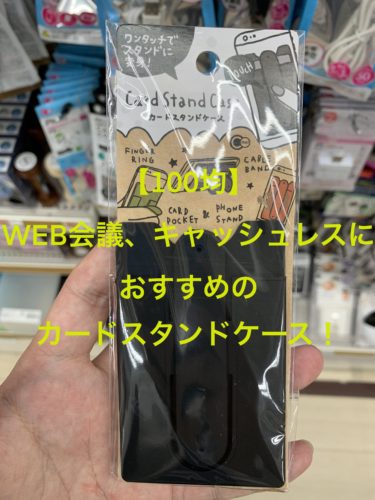 ワンタッチで
スタンドに
変身!
TOUCH
Card Stand Case
カードスタンドケース
FINGER
RING
CABLE
BAND
CARD
POCKET
&
PHONE
STAND
【100均】
WEB会議、キャッシュレスに
おすすめの
カードスタンドケース！